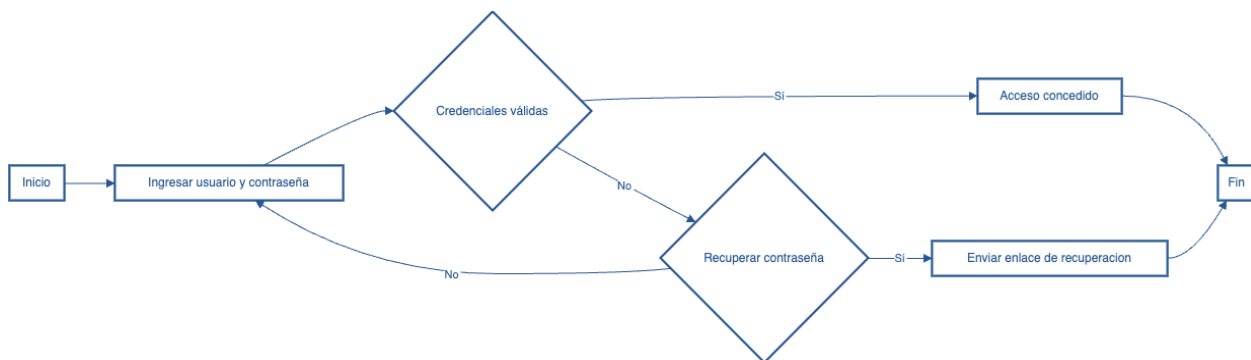 Inicio
Ingresar usuario y contraseña
Credenciales válidas
Sí
Acceso concedido
No
Recuperar contraseña
No
Sí
Enviar enlace de recuperacion
Fin